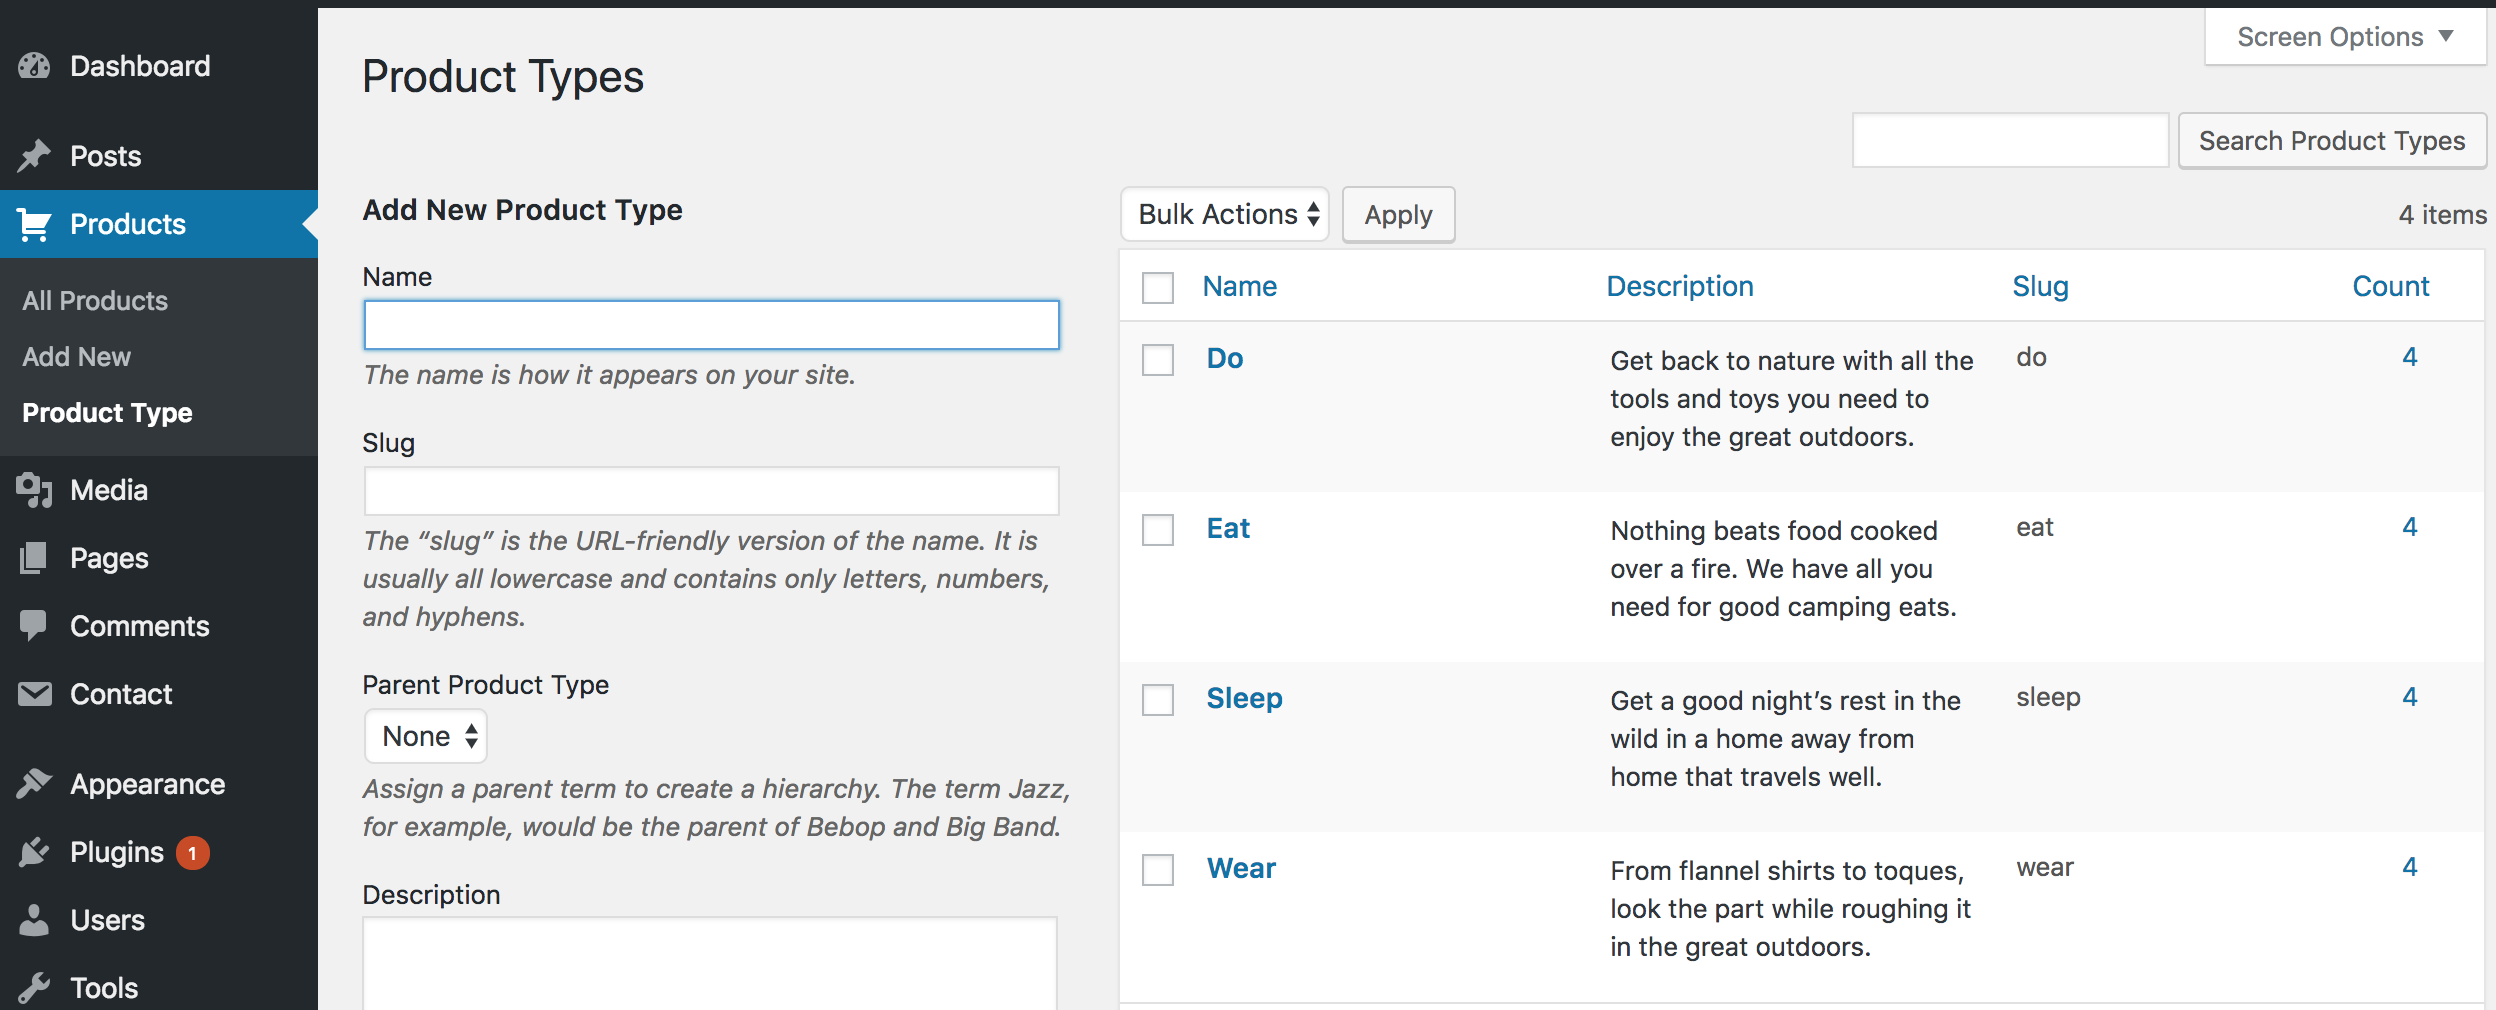 Dashboard
Posts
Products
All Products
Add New
Product Type
Media
Pages
Comments
Contact
Appearance
Plugins 1
Users
Tools
Screen Options
Product Types
Search Product Types
Add New Product Type
Name
The name is how it appears on your site.
Slug
The “slug” is the URL-friendly version of the name. It is
usually all lowercase and contains only letters, numbers,
and hyphens.
Parent Product Type
None
Assign a parent term to create a hierarchy. The term Jazz,
for example, would be the parent of Bebop and Big Band.
Description
Bulk Actions Apply 4 items
Name Description Slug Count
Do Get back to nature with all the do 4
tools and toys you need to
enjoy the great outdoors.
Eat Nothing beats food cooked eat 4
over a fire. We have all you
need for good camping eats.
Sleep Get a good night’s rest in the sleep 4
wild in a home away from
home that travels well.
Wear From flannel shirts to toques, wear 4
look the part while roughing it
in the great outdoors.